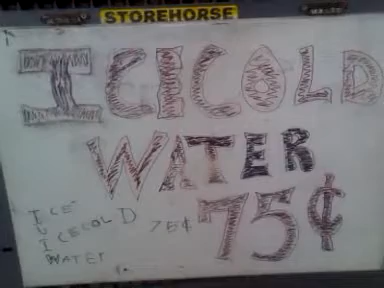 STOREHORSE
ICECOLD
WATER
75¢
ICE
ICECOLD 75¢
WATER